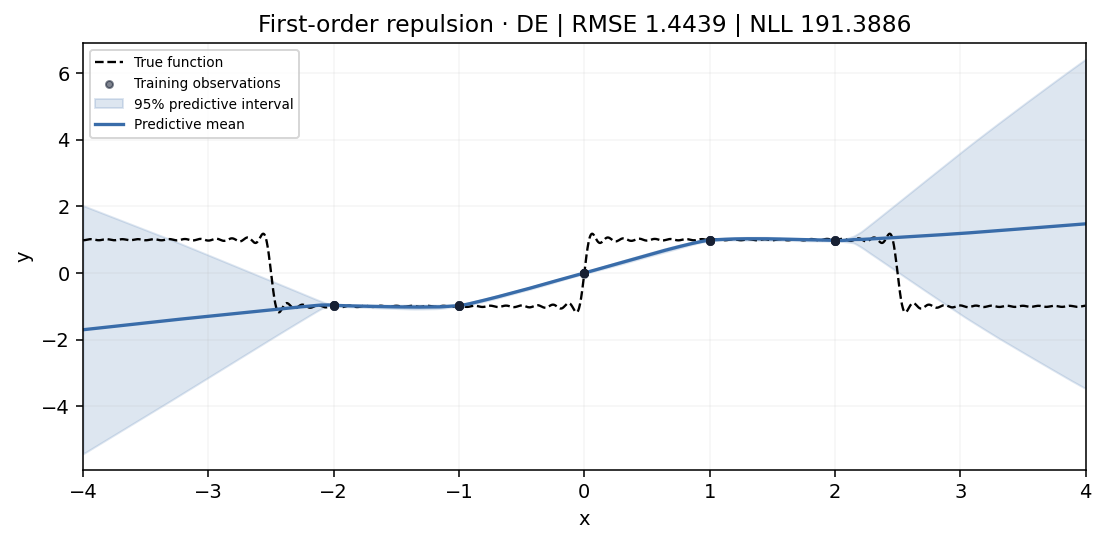 First-order repulsion · DE | RMSE 1.4439 | NLL 191.3886
True function
Training observations
95% predictive interval
Predictive mean
6
4
2
0
−2
−4
y
−4 −3 −2 −1 0 1 2 3 4
x